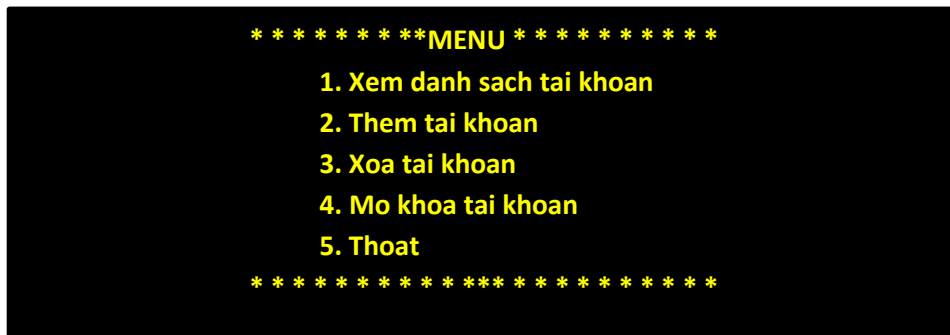 * * * * * * * **MENU * * * * * * * * * *
1. Xem danh sach tai khoan
2. Them tai khoan
3. Xoa tai khoan
4. Mo khoa tai khoan
5. Thoat
* * * * * * * * * * *** * * * * * * * * * *